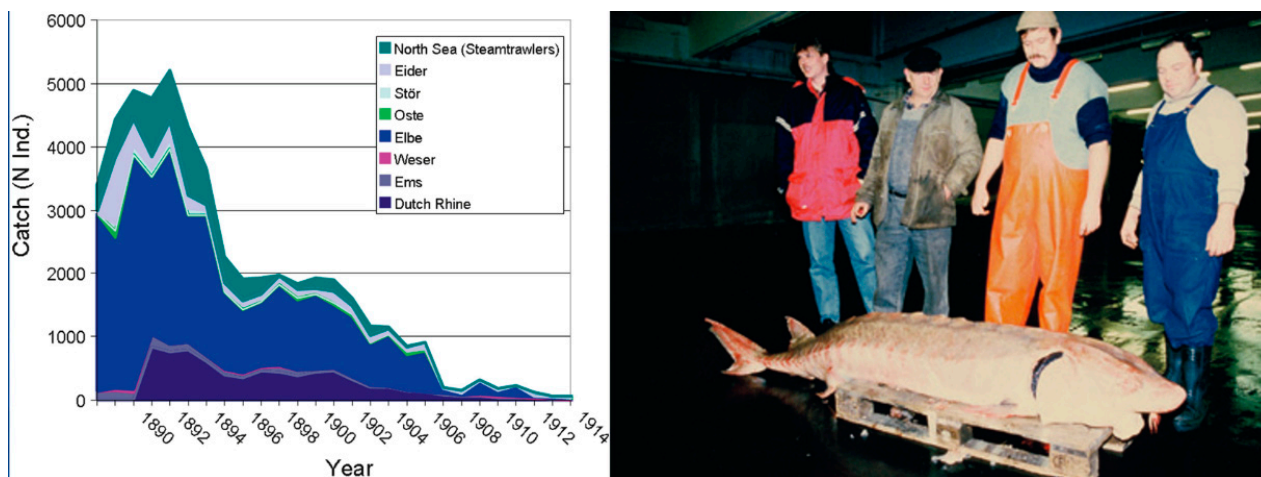 6000
5000
4000
3000
2000
1000
0
Catch (N Ind.)
North Sea (Steamtrawlers)
Eider
Stör
Oste
Elbe
Weser
Ems
Dutch Rhine
1890
1892
1894
1896
1898
1900
1902
1904
1906
1908
1910
1912
1914
Year